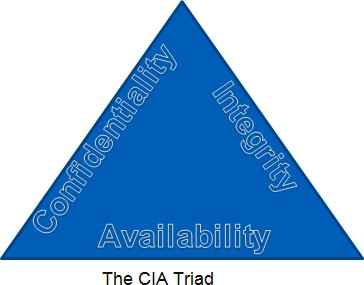 Confidentiality
Integrity
Availability
The CIA Triad